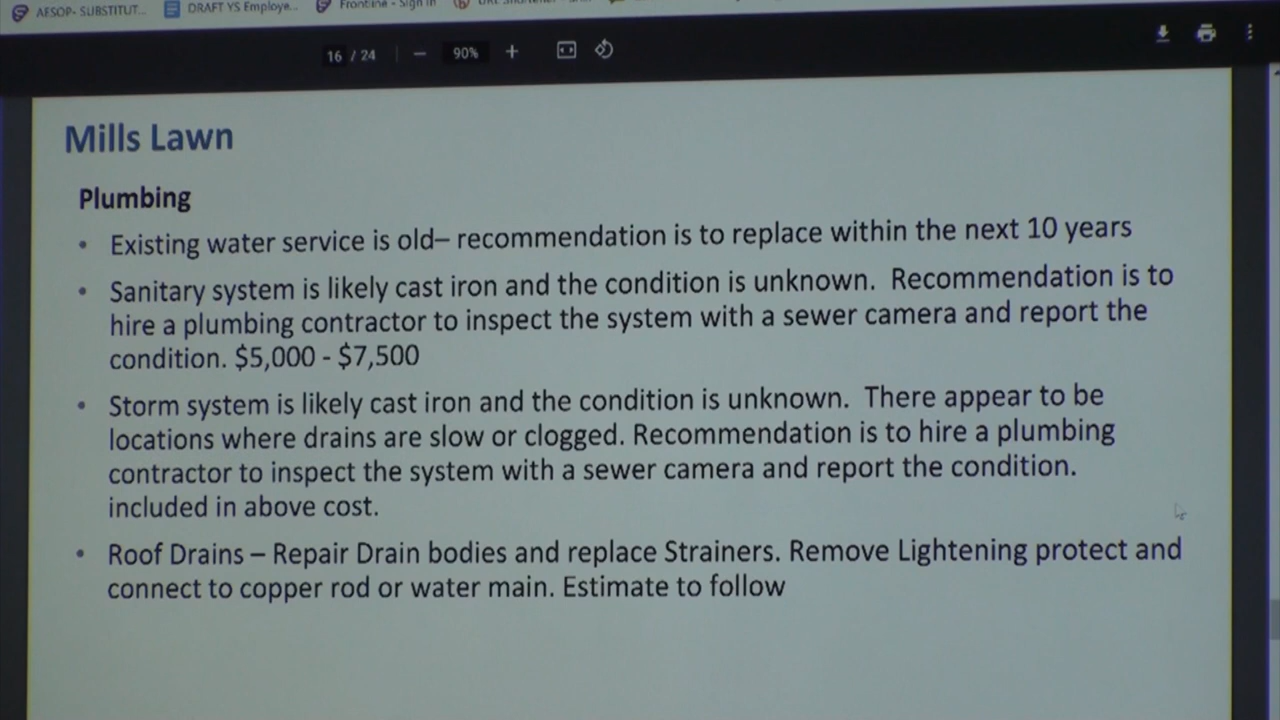 AESOP- SUBSTITUT...
DRAFT YS Employe...
Frontline - Sign In
16 / 24
90%
Mills Lawn
Plumbing
• Existing water service is old– recommendation is to replace within the next 10 years
• Sanitary system is likely cast iron and the condition is unknown. Recommendation is to
hire a plumbing contractor to inspect the system with a sewer camera and report the
condition. $5,000 - $7,500
• Storm system is likely cast iron and the condition is unknown. There appear to be
locations where drains are slow or clogged. Recommendation is to hire a plumbing
contractor to inspect the system with a sewer camera and report the condition.
included in above cost.
• Roof Drains – Repair Drain bodies and replace Strainers. Remove Lightening protect and
connect to copper rod or water main. Estimate to follow